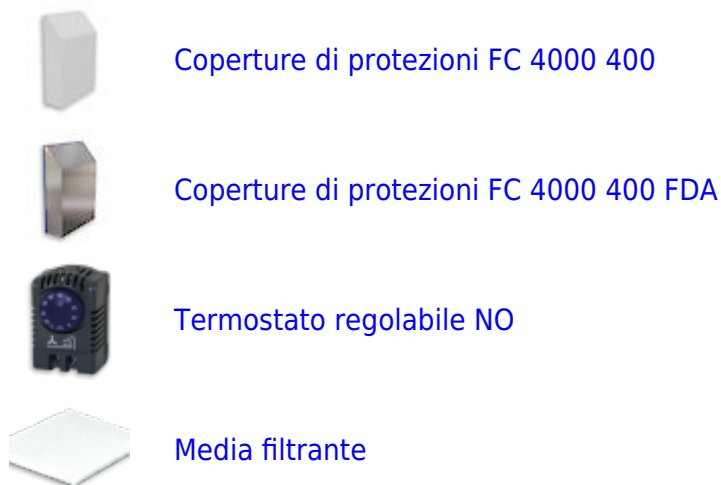 Coperture di protezioni FC 4000 400
Coperture di protezioni FC 4000 400 FDA
Termostato regolabile NO
Media filtrante